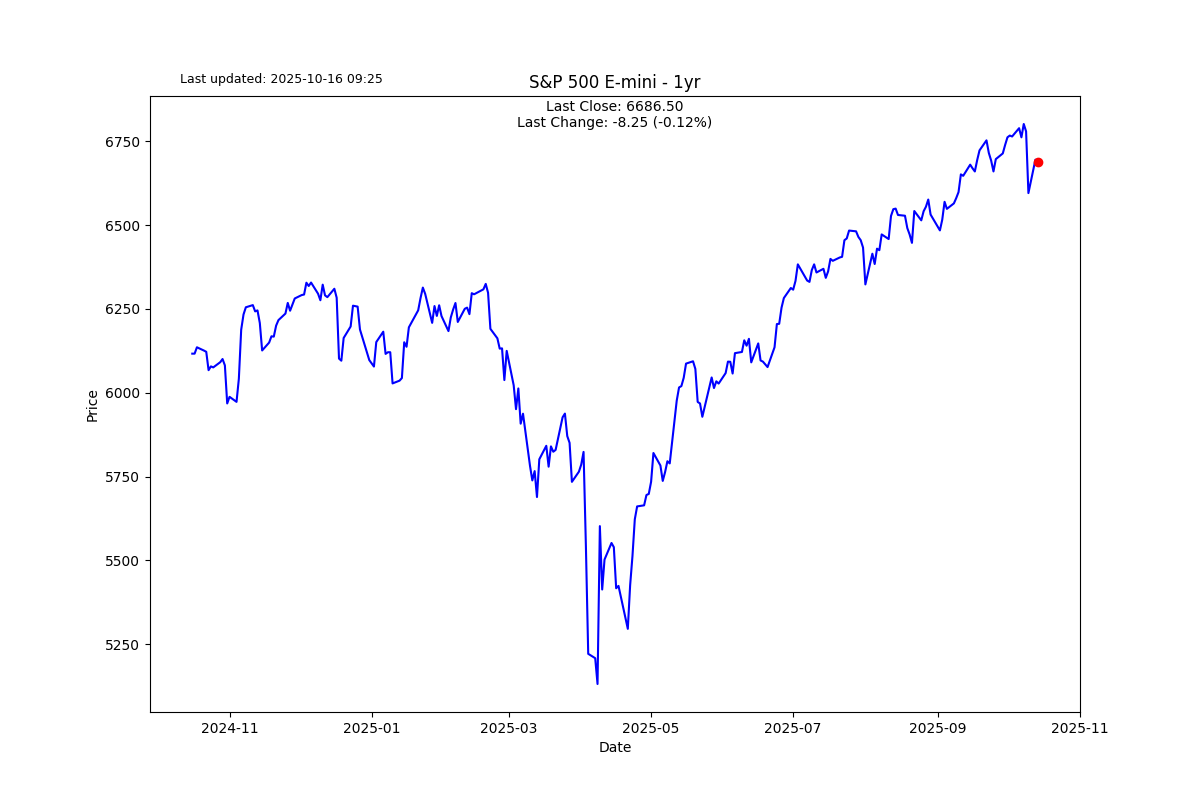 Last updated: 2025-10-16 09:25
S&P 500 E-mini - 1yr
Last Close: 6686.50
Last Change: -8.25 (-0.12%)
6750
6500
6250
6000
5750
5500
5250
Price
2024-11
2025-01
2025-03
2025-05
2025-07
2025-09
2025-11
Date